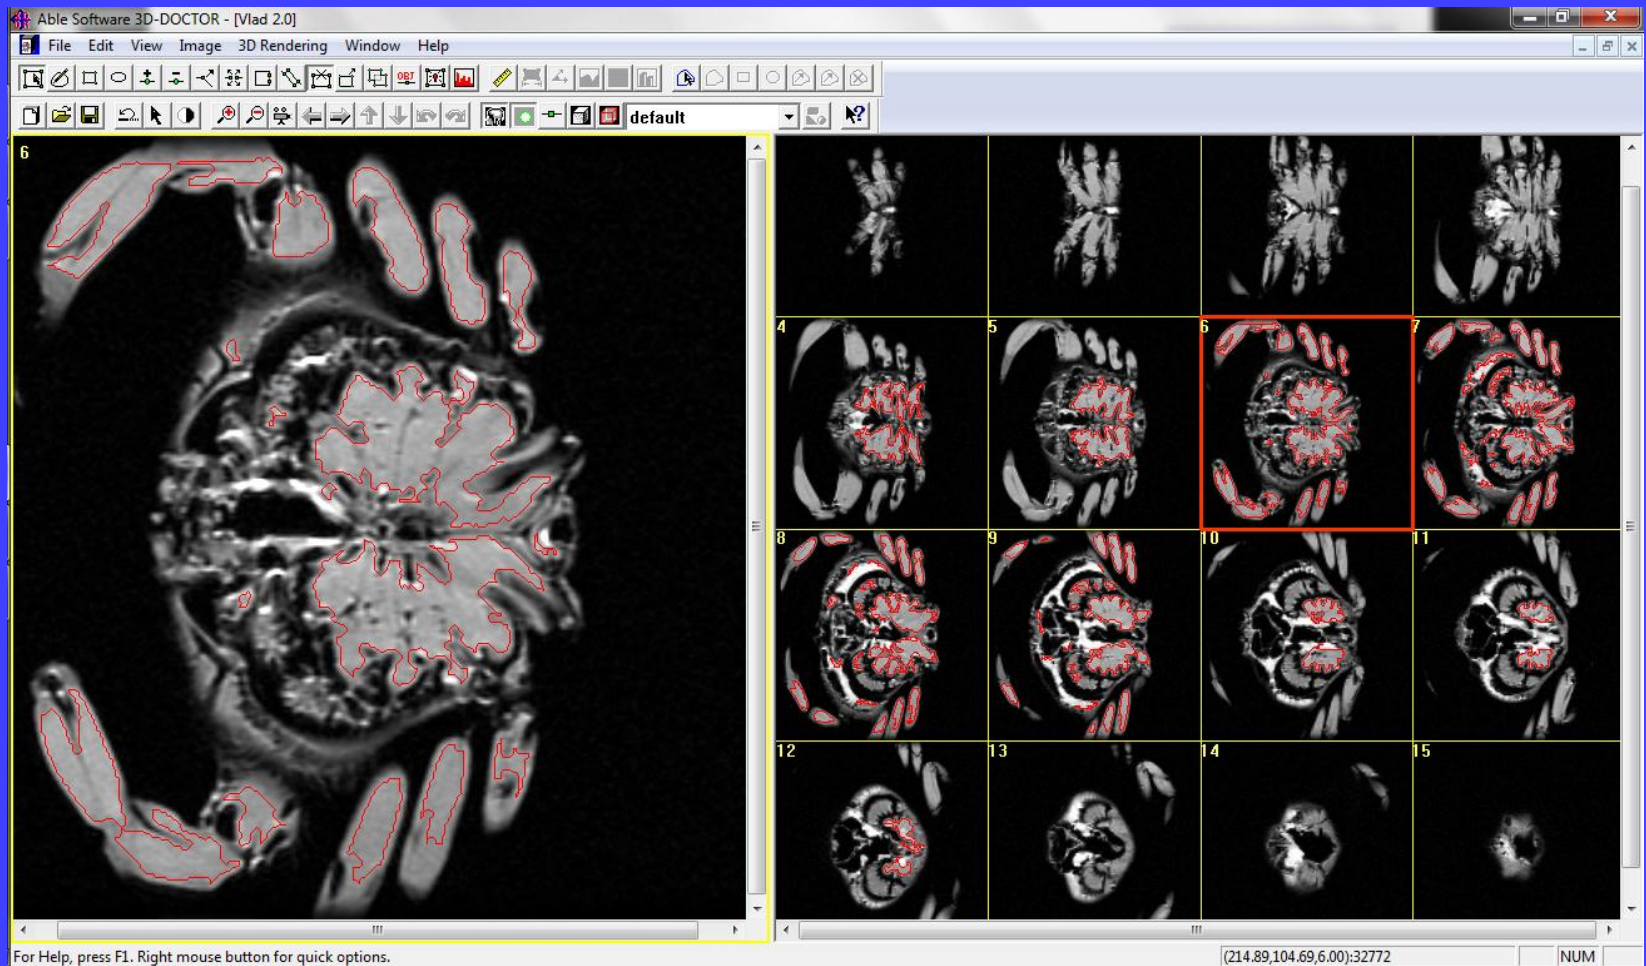 Able Software 3D-DOCTOR - [Vlad 2.0]
File Edit View Image 3D Rendering Window Help
OBJ
default
6
4 5 6 7
8 9 10 11
12 13 14 15
For Help, press F1. Right mouse button for quick options.
(214.89,104.69,6.00):32772
NUM